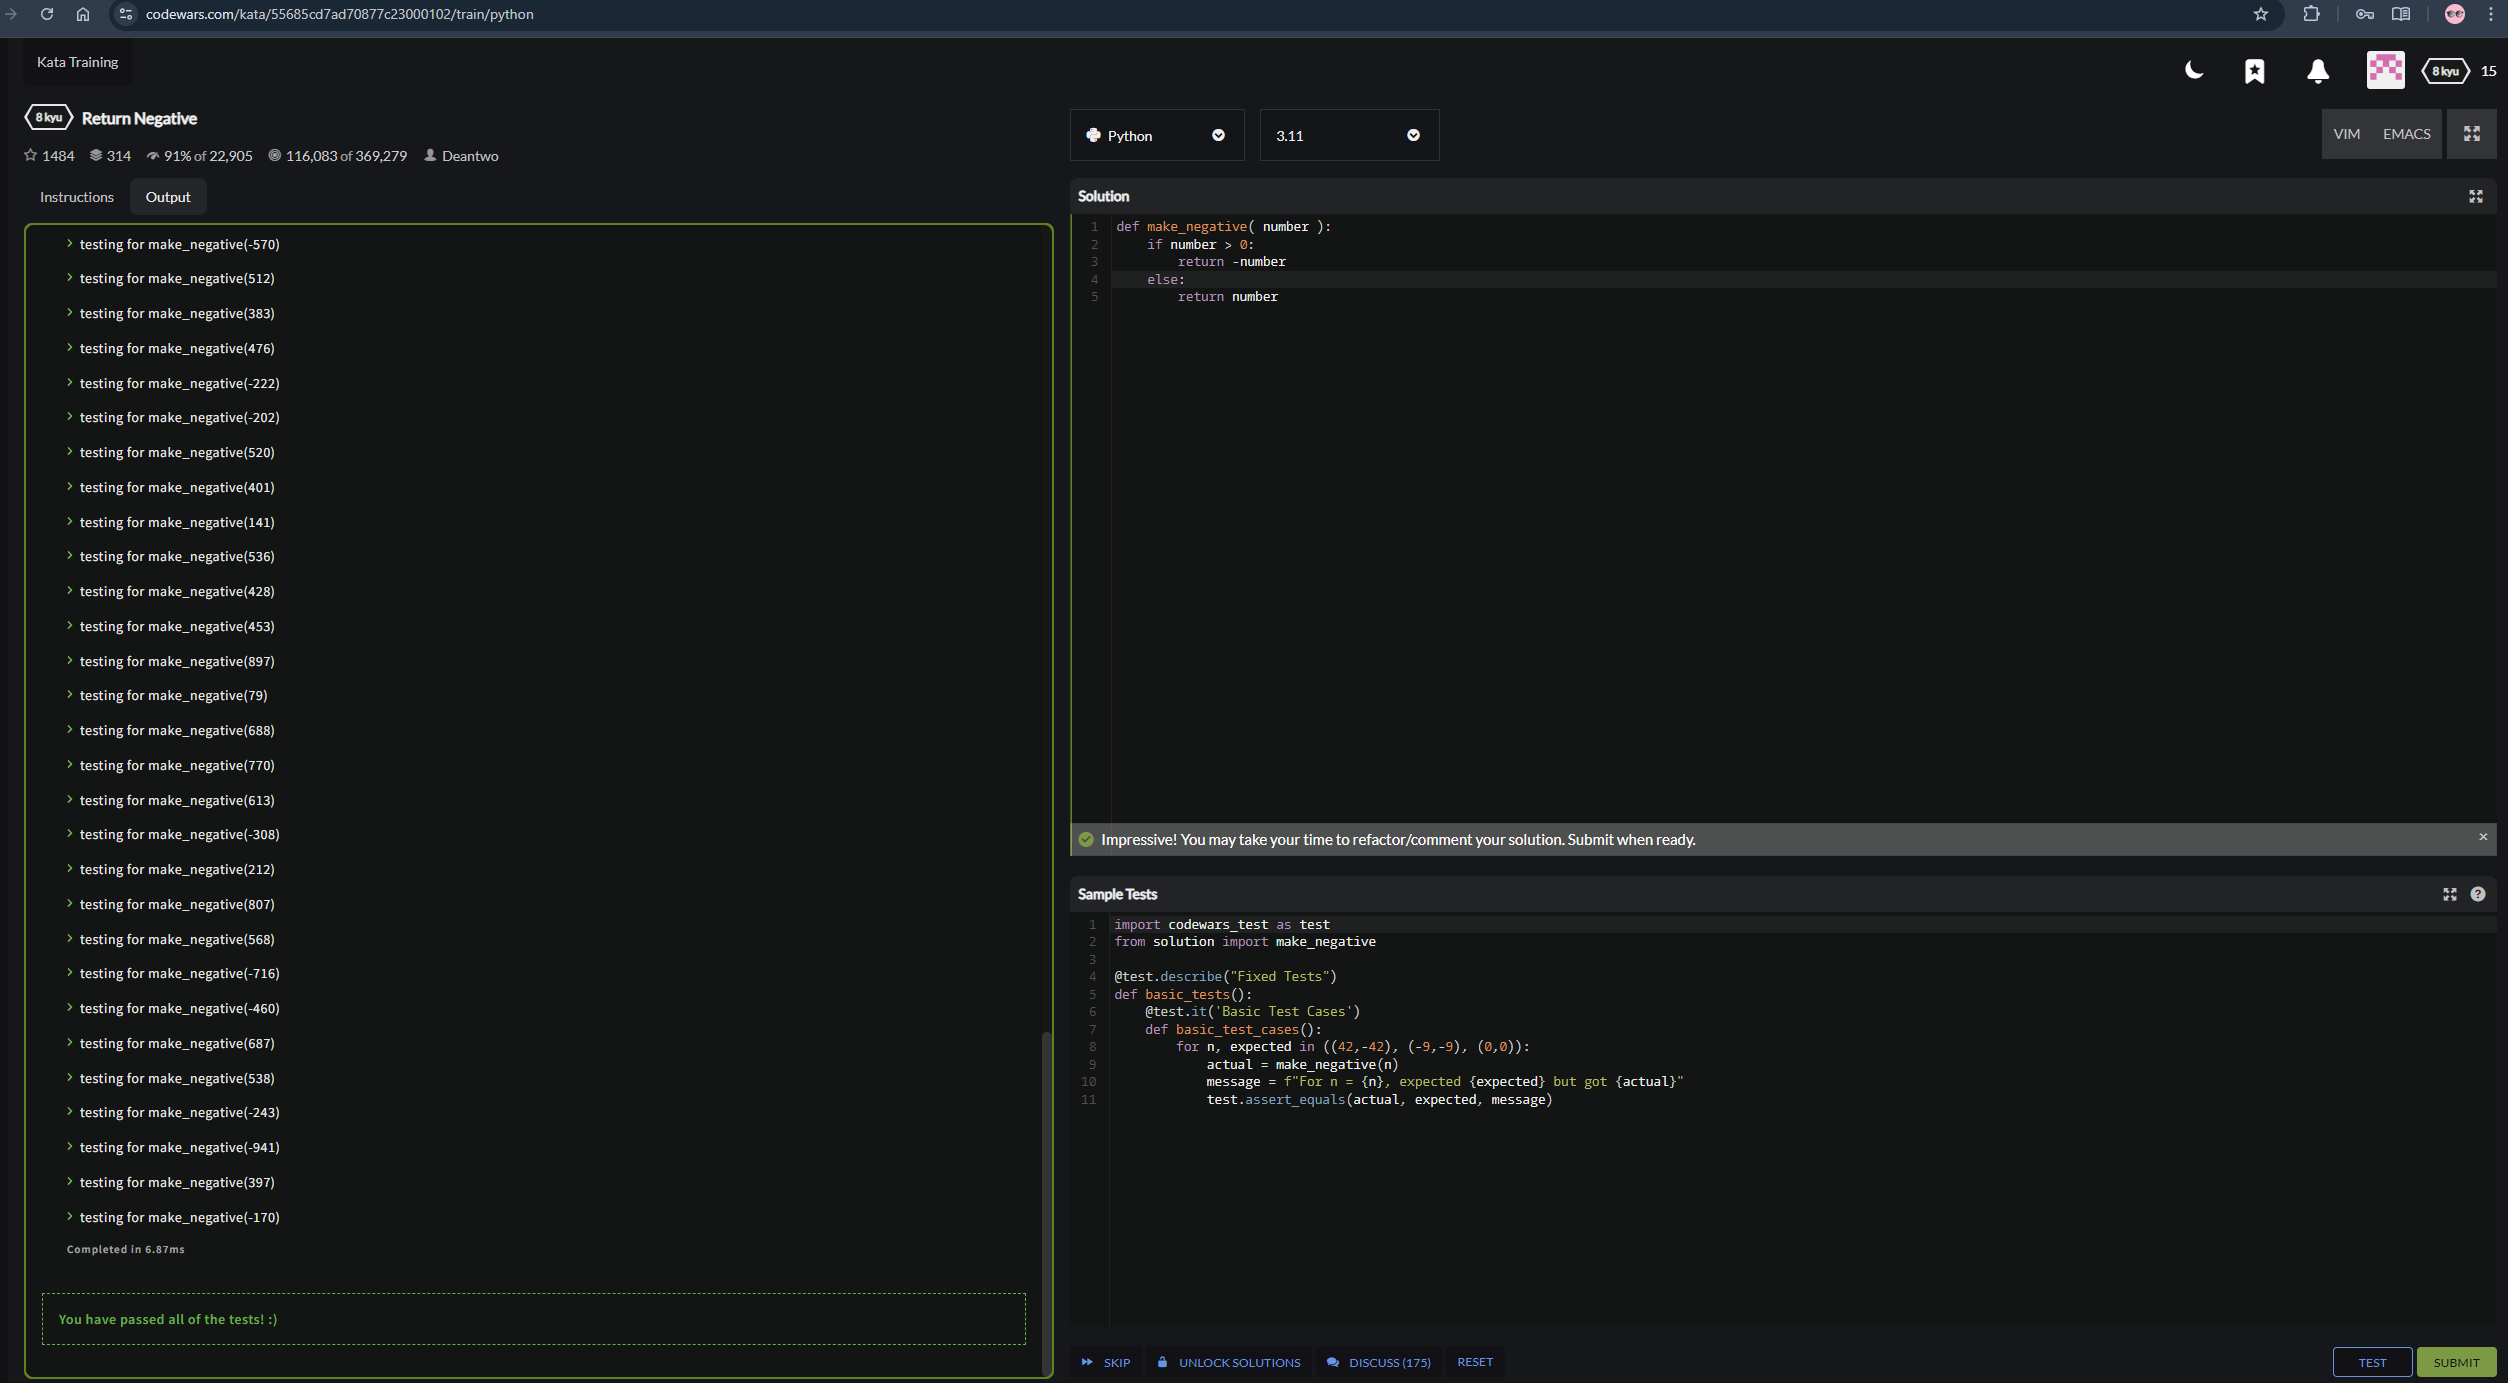 codewars.com/kata/55685cd7ad70877c23000102/train/python
Kata Training
8 kyu 15
8 kyu Return Negative
1484 314 91% of 22,905 116,083 of 369,279 Deantwo
Python 3.11
VIM EMACS
Instructions Output
testing for make_negative(-570)
testing for make_negative(512)
testing for make_negative(383)
testing for make_negative(476)
testing for make_negative(-222)
testing for make_negative(-202)
testing for make_negative(520)
testing for make_negative(401)
testing for make_negative(141)
testing for make_negative(536)
testing for make_negative(428)
testing for make_negative(453)
testing for make_negative(897)
testing for make_negative(79)
testing for make_negative(688)
testing for make_negative(770)
testing for make_negative(613)
testing for make_negative(-308)
testing for make_negative(212)
testing for make_negative(807)
testing for make_negative(568)
testing for make_negative(-716)
testing for make_negative(-460)
testing for make_negative(687)
testing for make_negative(538)
testing for make_negative(-243)
testing for make_negative(-941)
testing for make_negative(397)
testing for make_negative(-170)
Completed in 6.87ms
You have passed all of the tests! :)
Solution
1 def make_negative( number ):
2     if number > 0:
3         return -number
4     else:
5         return number
Impressive! You may take your time to refactor/comment your solution. Submit when ready.
Sample Tests
1 import codewars_test as test
2 from solution import make_negative
3
4 @test.describe("Fixed Tests")
5 def basic_tests():
6     @test.it('Basic Test Cases')
7     def basic_test_cases():
8         for n, expected in ((42,-42), (-9,-9), (0,0)):
9             actual = make_negative(n)
10             message = f"For n = {n}, expected {expected} but got {actual}"
11             test.assert_equals(actual, expected, message)
SKIP UNLOCK SOLUTIONS DISCUSS (175) RESET TEST SUBMIT